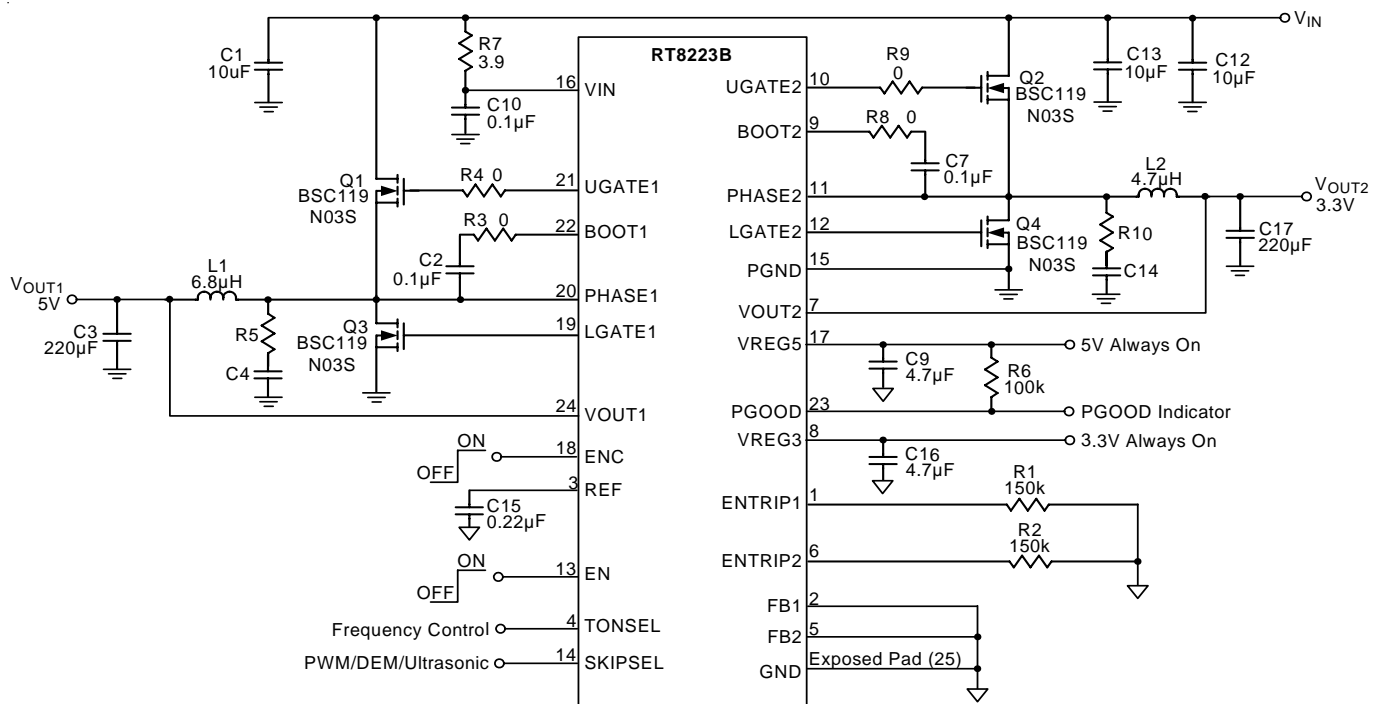 VIN
RT8223B
C1
10uF
R7
3.9
16
VIN
C10
0.1µF
UGATE2
10
R9
0
Q2
BSC119
N03S
C13
10µF
C12
10µF
BOOT2
9
R8 0
C7
0.1µF
Q1
BSC119
N03S
R4 0
21
UGATE1
PHASE2
11
L2
4.7µH
VOUT2
3.3V
R3 0
22
BOOT1
LGATE2
12
Q4
BSC119
N03S
R10
C17
220µF
C2
0.1µF
PGND
15
C14
VOUT1
5V
L1
6.8µH
20
PHASE1
VOUT2
7
C3
220µF
R5
C4
Q3
BSC119
N03S
19
LGATE1
VREG5
17
5V Always On
C9
4.7µF
R6
100k
24
VOUT1
PGOOD
23
PGOOD Indicator
VREG3
8
3.3V Always On
C16
4.7µF
ON
OFF
18
ENC
3
REF
C15
0.22µF
ENTRIP1
1
R1
150k
ENTRIP2
6
R2
150k
ON
OFF
13
EN
FB1
2
Frequency Control
4
TONSEL
FB2
5
PWM/DEM/Ultrasonic
14
SKIPSEL
GND
Exposed Pad (25)